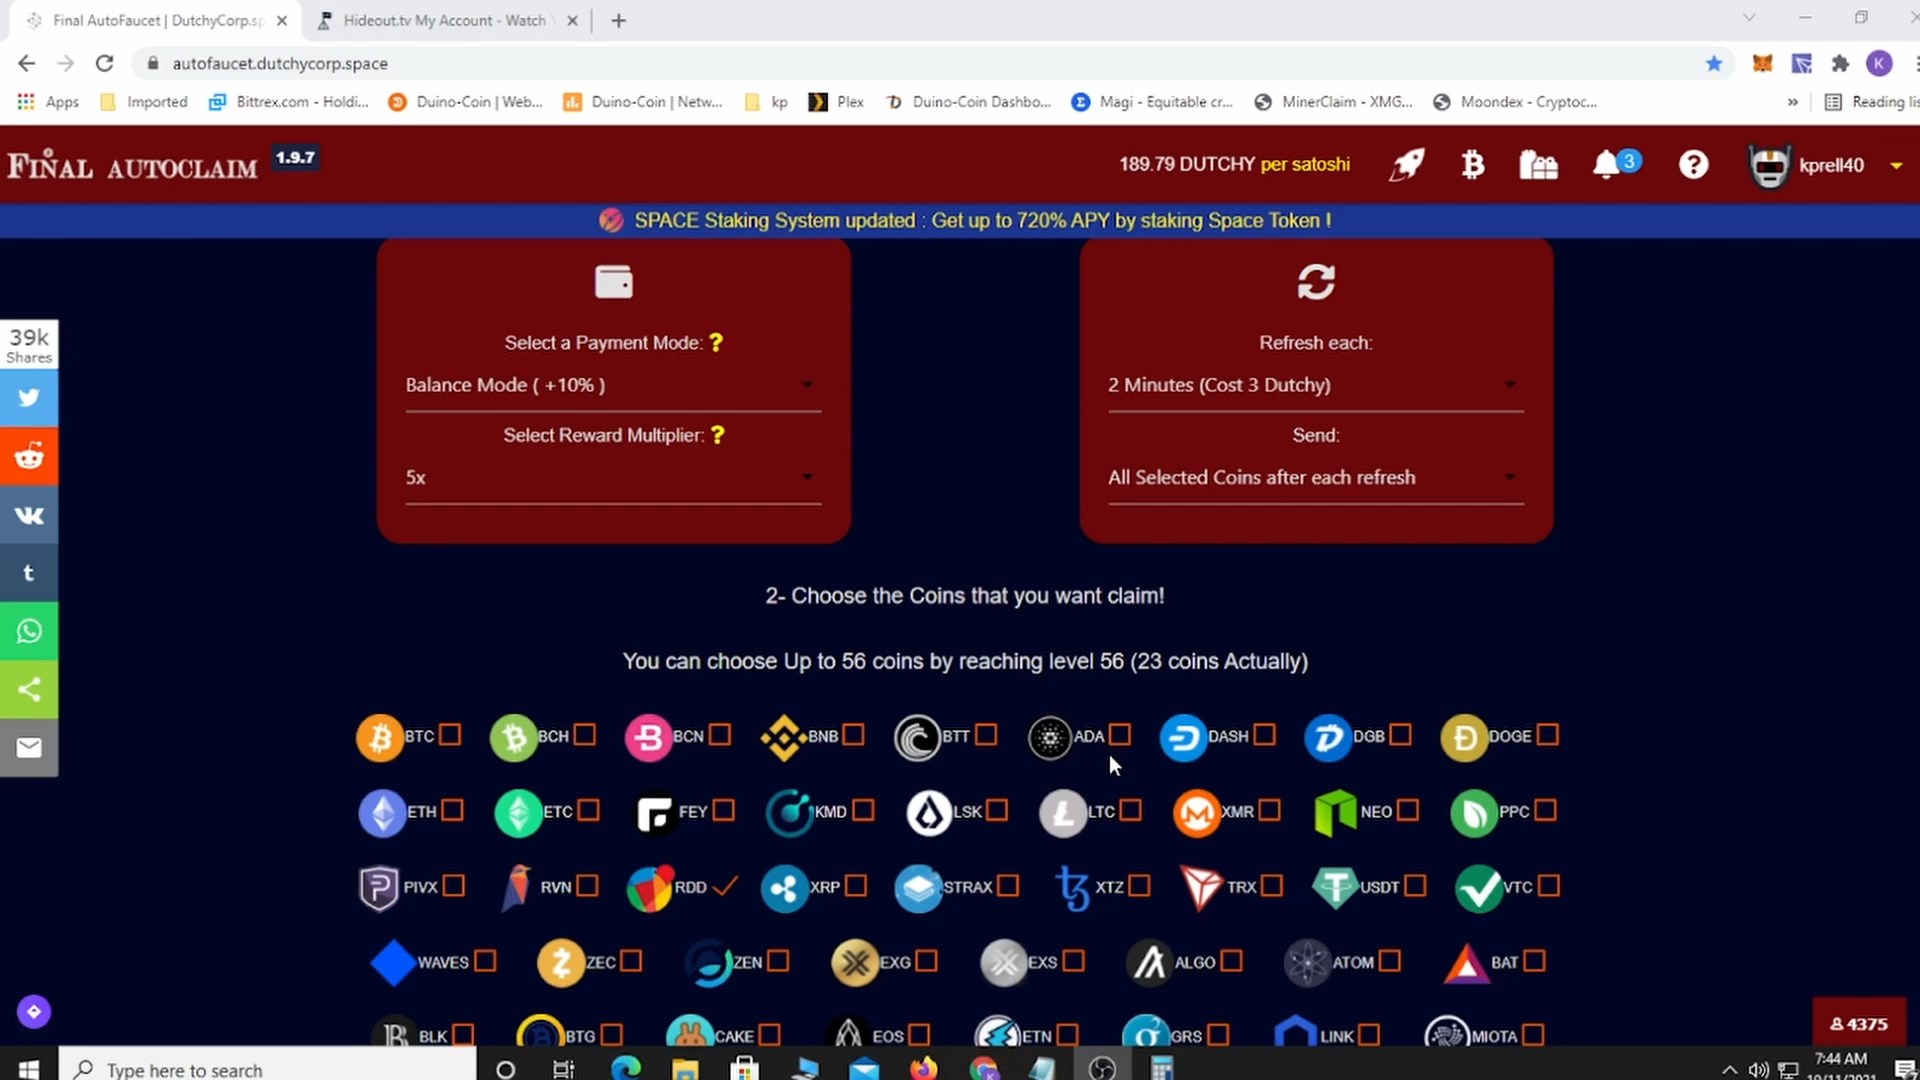 Final AutoFaucet | DutchyCorp.sp
Hideout.tv My Account - Watch
autofaucet.dutchycorp.space
K
Apps
Imported
Bittrex.com - Holdi...
Duino-Coin | Web...
Duino-Coin | Netw...
kp
Plex
Duino-Coin Dashbo...
Magi - Equitable cr...
MinerClaim - XMG...
Moondex - Cryptoc...
»
Reading lis
FINAL AUTOCLAIM
1.9.7
189.79 DUTCHY per satoshi
3
kprell40
SPACE Staking System updated : Get up to 720% APY by staking Space Token !
39k
Shares
Select a Payment Mode: ?
Balance Mode ( +10% )
Select Reward Multiplier: ?
5x
Refresh each:
2 Minutes (Cost 3 Dutchy)
Send:
All Selected Coins after each refresh
2- Choose the Coins that you want claim!
You can choose Up to 56 coins by reaching level 56 (23 coins Actually)
BTC BCH BCN BNB BTT ADA DASH DGB DOGE
ETH ETC FEY KMD LSK LTC XMR NEO PPC
PIVX RVN RDD XRP STRAX XTZ TRX USDT VTC
WAVES ZEC ZEN EXG EXS ALGO ATOM BAT
BLK BTG CAKE EOS ETN GRS LINK MIOTA
4375
Type here to search
7:44 AM